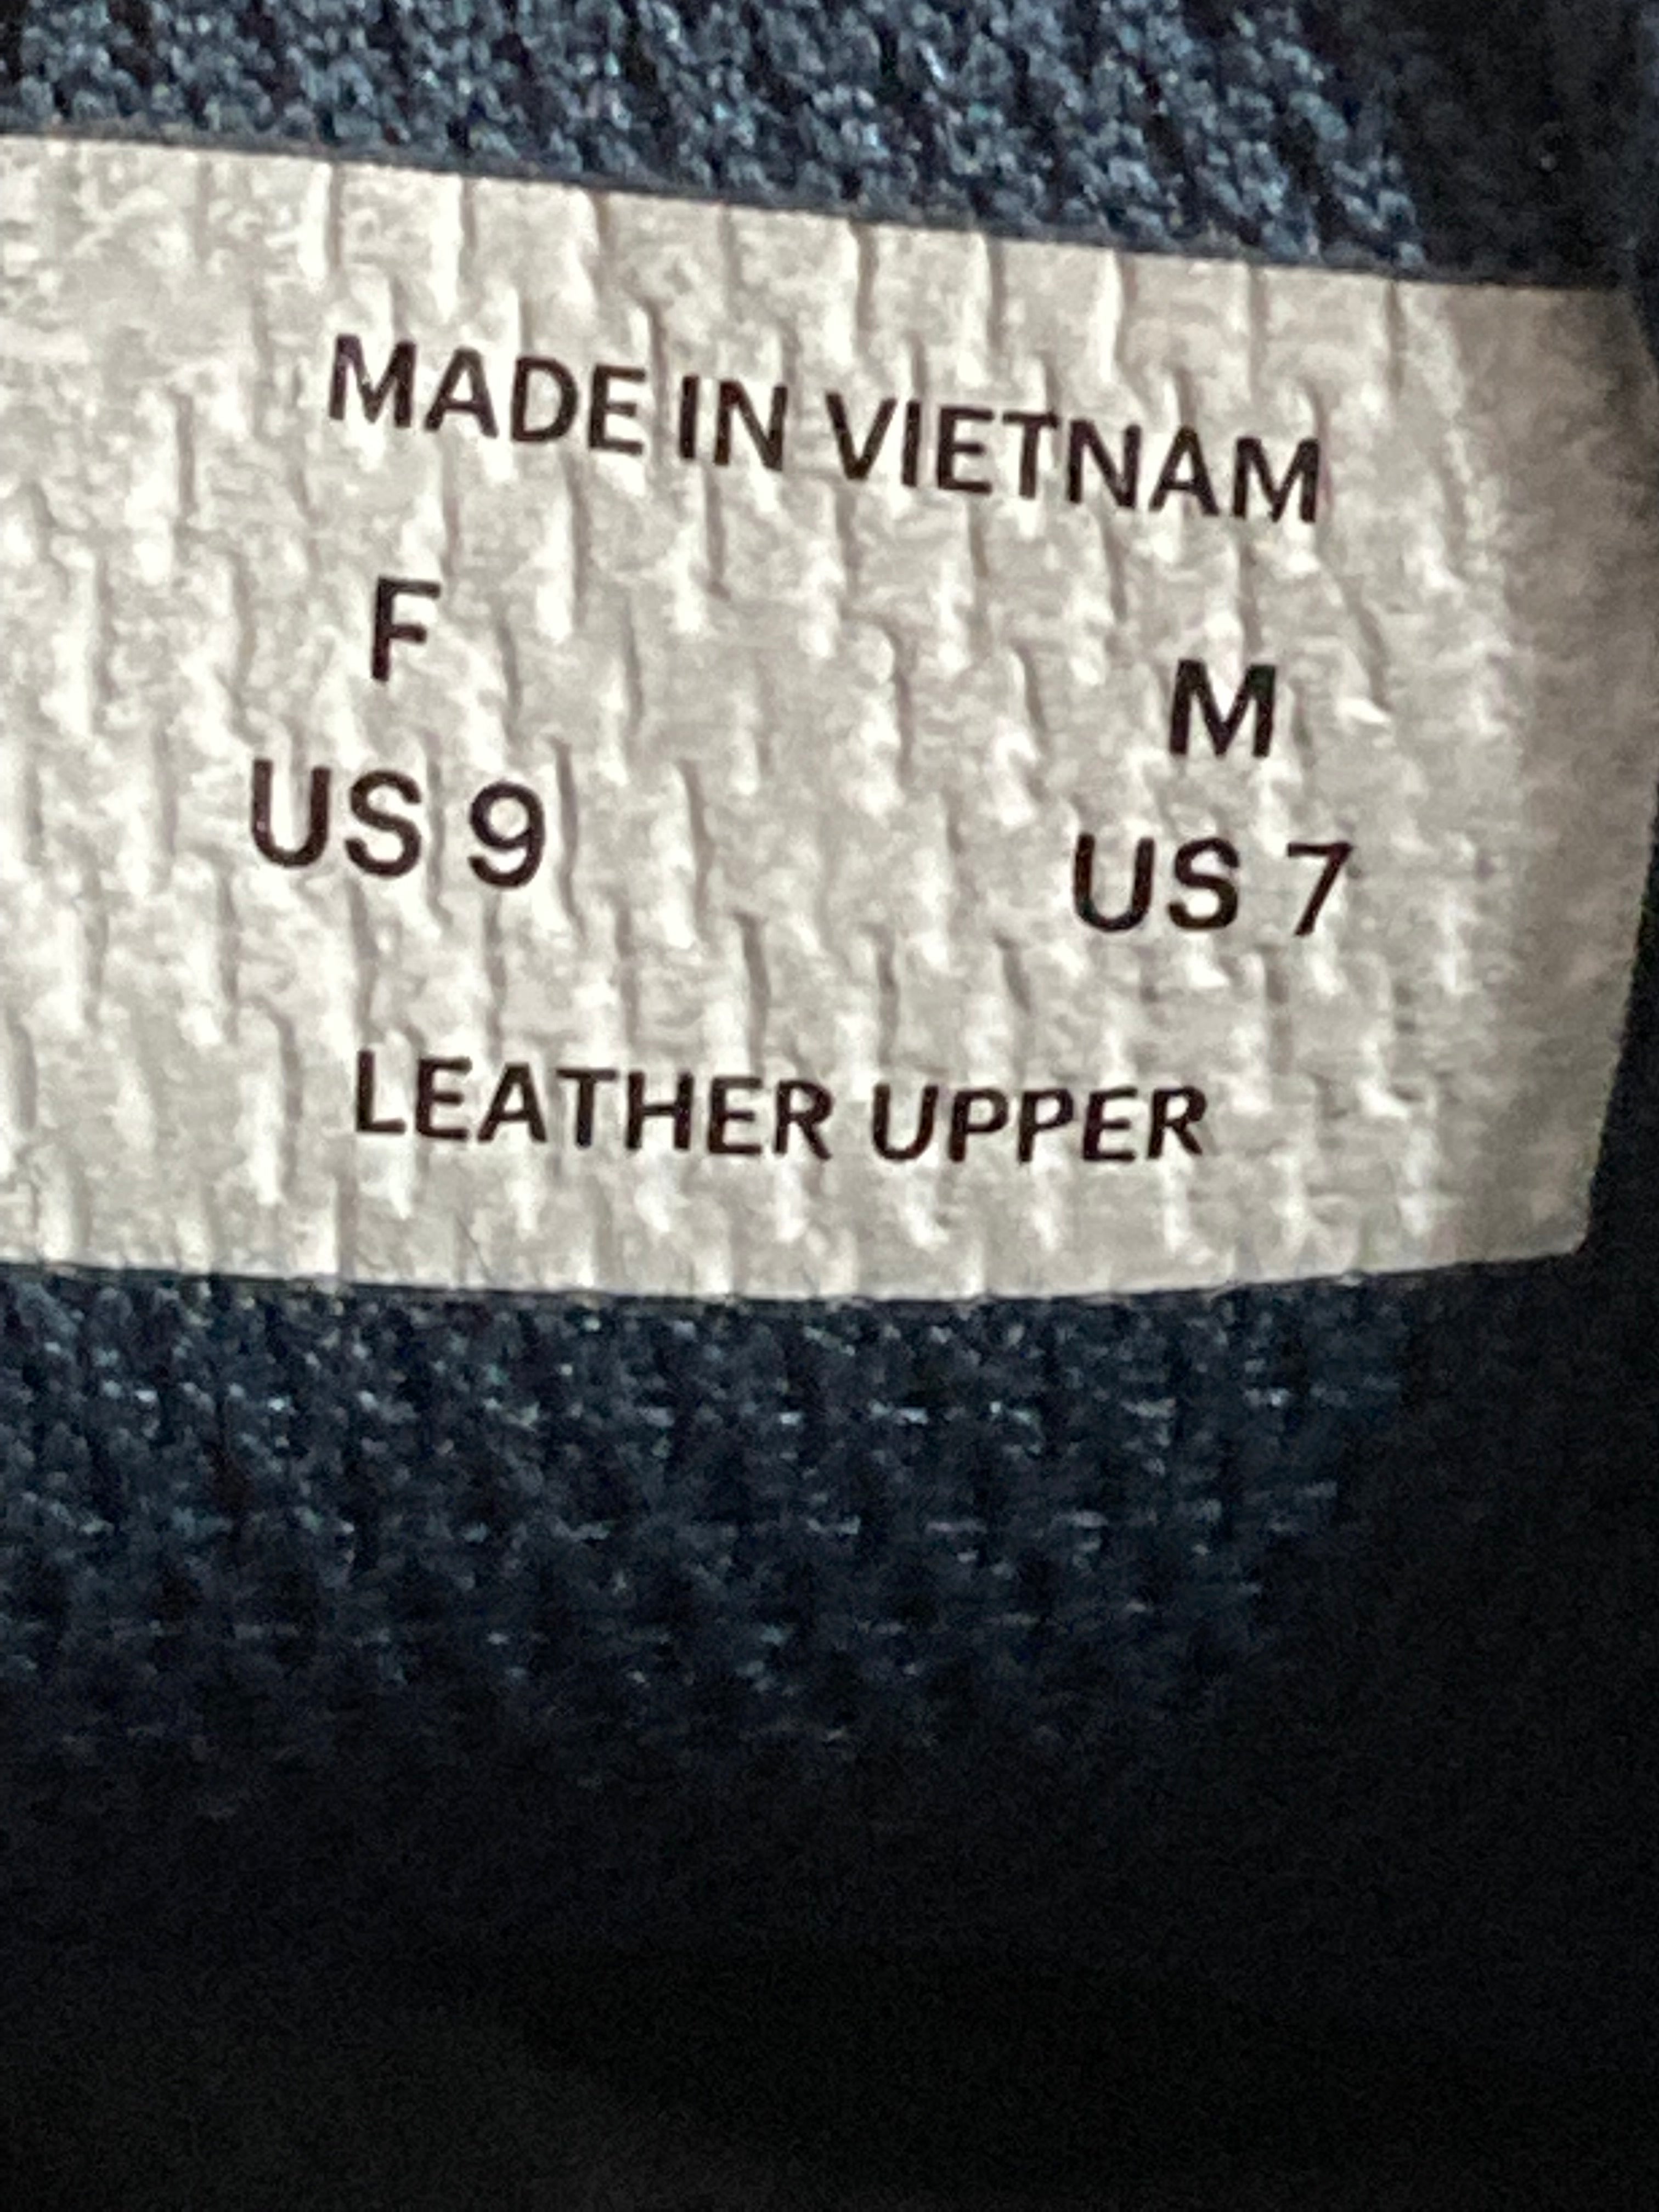 MADE IN VIETNAM
F M
US 9 US 7
LEATHER UPPER